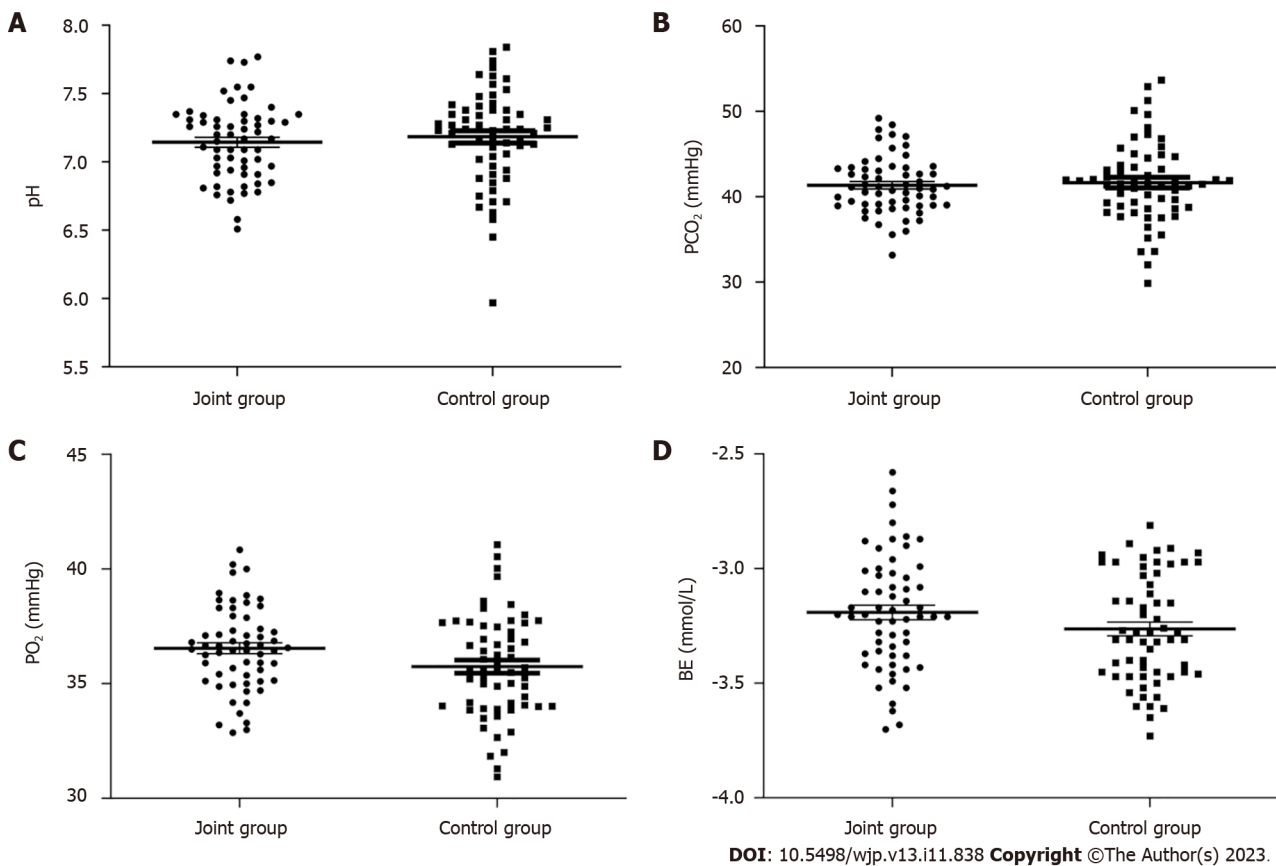 A
8.0
7.5
7.0
6.5
6.0
5.5
pH
Joint group
Control group
B
60
50
40
30
20
PCO₂ (mmHg)
Joint group
Control group
C
45
40
35
30
PO₂ (mmHg)
Joint group
Control group
D
-2.5
-3.0
-3.5
-4.0
BE (mmol/L)
Joint group
Control group
DOI: 10.5498/wjp.v13.i11.838 Copyright ©The Author(s) 2023.